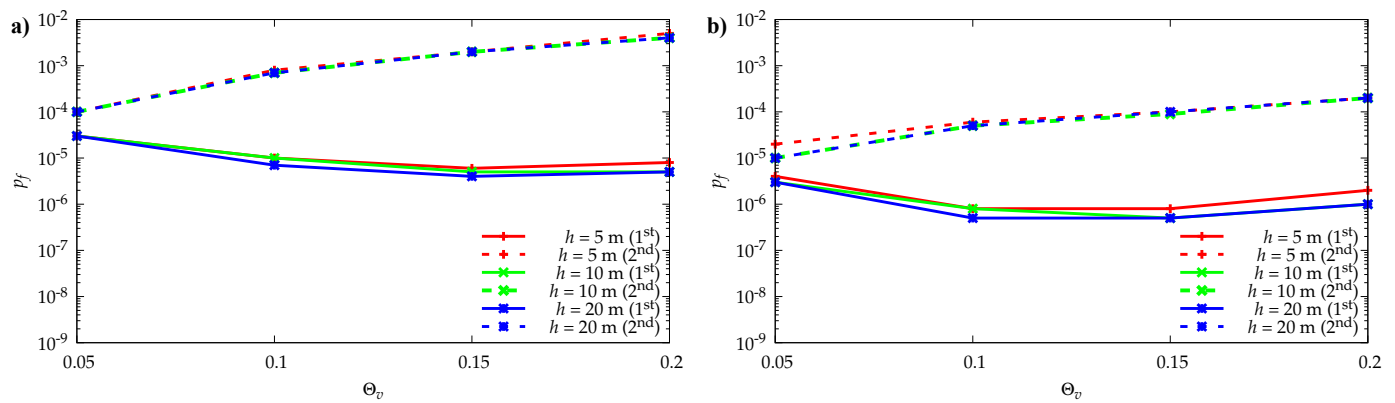 a)
10⁻²
10⁻³
10⁻⁴
10⁻⁵
10⁻⁶
10⁻⁷
10⁻⁸
10⁻⁹
p_f
h = 5 m (1ˢᵗ)
h = 5 m (2ⁿᵈ)
h = 10 m (1ˢᵗ)
h = 10 m (2ⁿᵈ)
h = 20 m (1ˢᵗ)
h = 20 m (2ⁿᵈ)
0.05 0.1 0.15 0.2
Θ_v
b)
10⁻²
10⁻³
10⁻⁴
10⁻⁵
10⁻⁶
10⁻⁷
10⁻⁸
10⁻⁹
p_f
h = 5 m (1ˢᵗ)
h = 5 m (2ⁿᵈ)
h = 10 m (1ˢᵗ)
h = 10 m (2ⁿᵈ)
h = 20 m (1ˢᵗ)
h = 20 m (2ⁿᵈ)
0.05 0.1 0.15 0.2
Θ_v